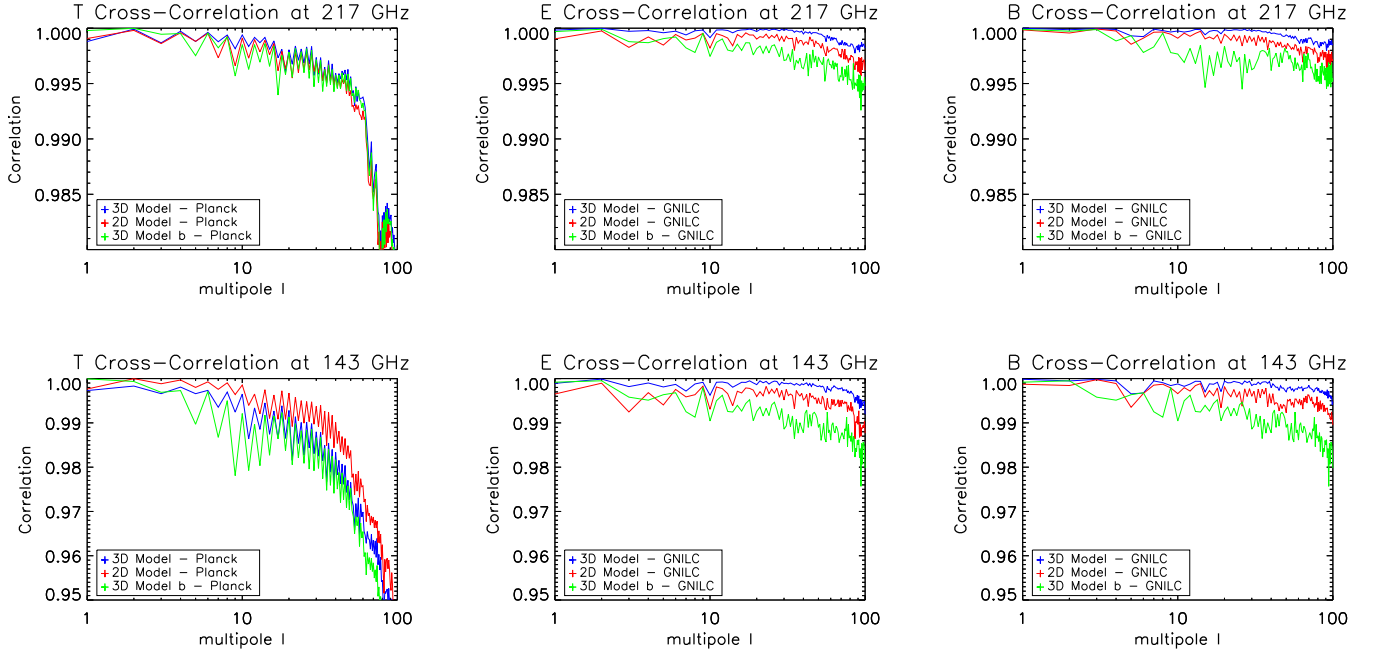 T Cross-Correlation at 217 GHz
1.000
0.995
0.990
0.985
Correlation
+ 3D Model - Planck
+ 2D Model - Planck
+ 3D Model b - Planck
1 10 100
multipole l
E Cross-Correlation at 217 GHz
1.000
0.995
0.990
0.985
Correlation
+ 3D Model - GNILC
+ 2D Model - GNILC
+ 3D Model b - GNILC
1 10 100
multipole l
B Cross-Correlation at 217 GHz
1.000
0.995
0.990
0.985
Correlation
+ 3D Model - GNILC
+ 2D Model - GNILC
+ 3D Model b - GNILC
1 10 100
multipole l
T Cross-Correlation at 143 GHz
1.00
0.99
0.98
0.97
0.96
0.95
Correlation
+ 3D Model - Planck
+ 2D Model - Planck
+ 3D Model b - Planck
1 10 100
multipole l
E Cross-Correlation at 143 GHz
1.00
0.99
0.98
0.97
0.96
0.95
Correlation
+ 3D Model - GNILC
+ 2D Model - GNILC
+ 3D Model b - GNILC
1 10 100
multipole l
B Cross-Correlation at 143 GHz
1.00
0.99
0.98
0.97
0.96
0.95
Correlation
+ 3D Model - GNILC
+ 2D Model - GNILC
+ 3D Model b - GNILC
1 10 100
multipole l